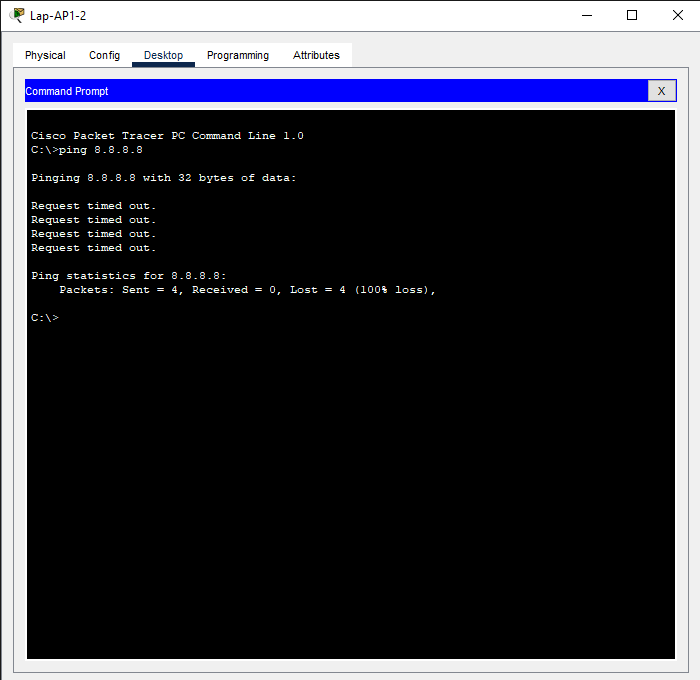 Lap-AP1-2
Physical Config Desktop Programming Attributes
Command Prompt X
Cisco Packet Tracer PC Command Line 1.0
C:\>ping 8.8.8.8
Pinging 8.8.8.8 with 32 bytes of data:
Request timed out.
Request timed out.
Request timed out.
Request timed out.
Ping statistics for 8.8.8.8:
    Packets: Sent = 4, Received = 0, Lost = 4 (100% loss),
C:\>